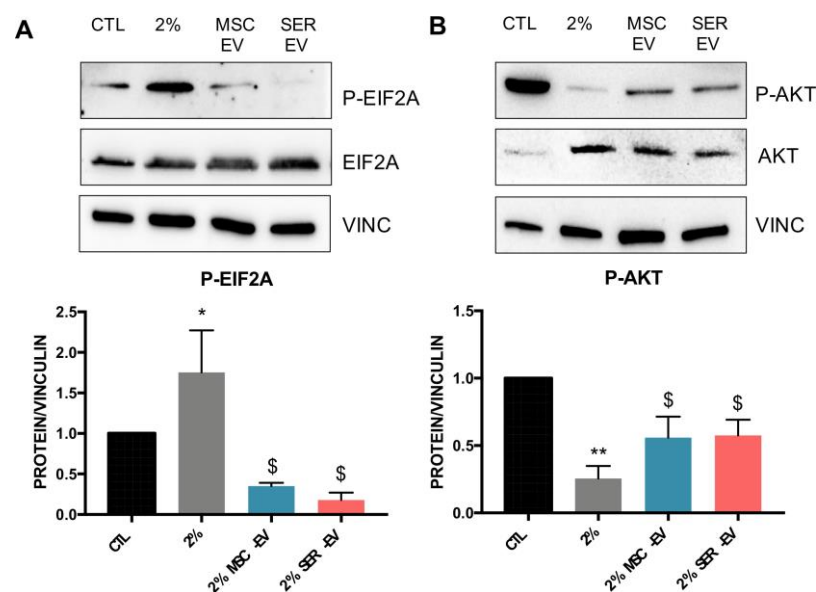 A
CTL 2% MSC EV SER EV
P-EIF2A
EIF2A
VINC
P-EIF2A
PROTEIN/VINCULIN
2.5
2.0
1.5
1.0
0.5
0.0
*
$
$
CTL
2%
2% MSC -EV
2% SER -EV
B
CTL 2% MSC EV SER EV
P-AKT
AKT
VINC
P-AKT
PROTEIN/VINCULIN
1.5
1.0
0.5
0.0
**
$
$
CTL
2%
2% MSC -EV
2% SER -EV